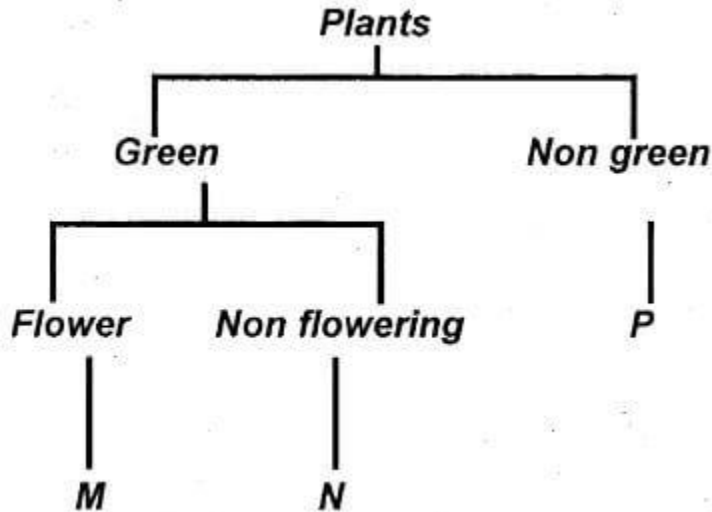 Plants
Green
Non green
Flower
Non flowering
P
M
N